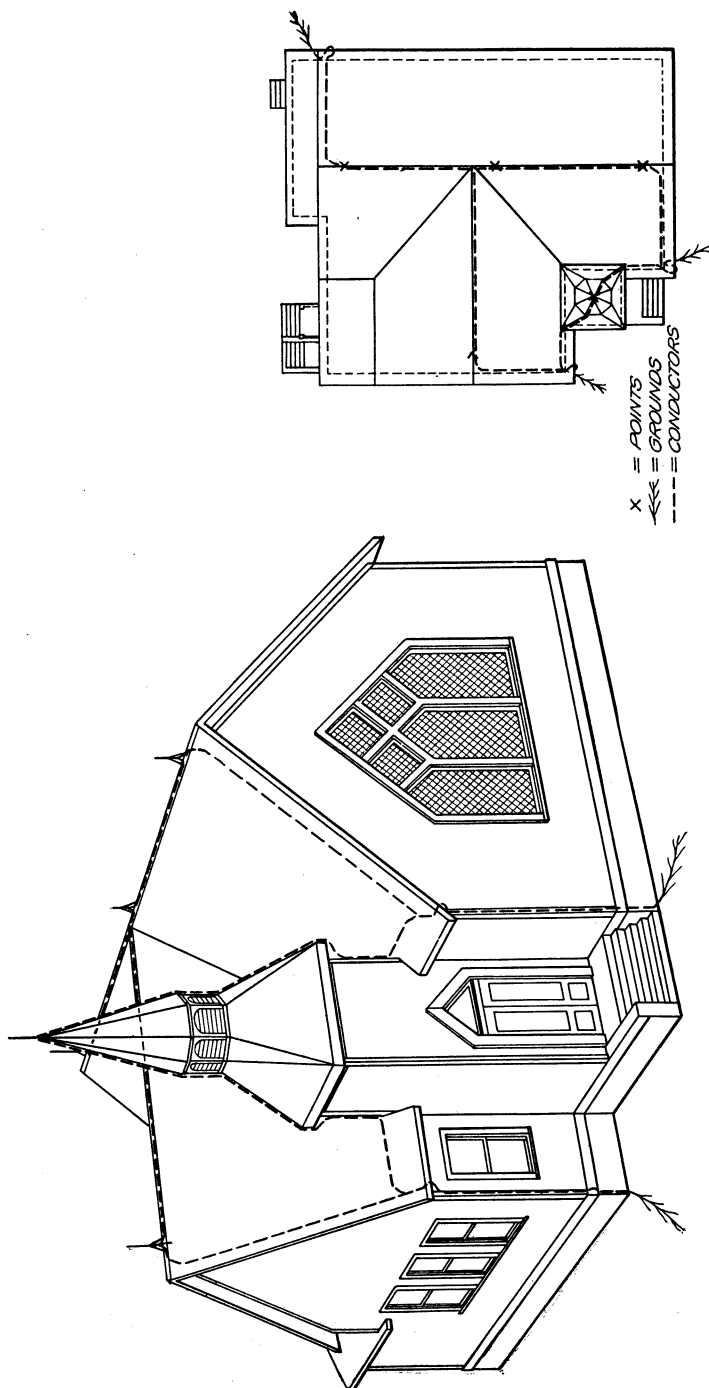 x = POINTS
= GROUNDS
--- = CONDUCTORS